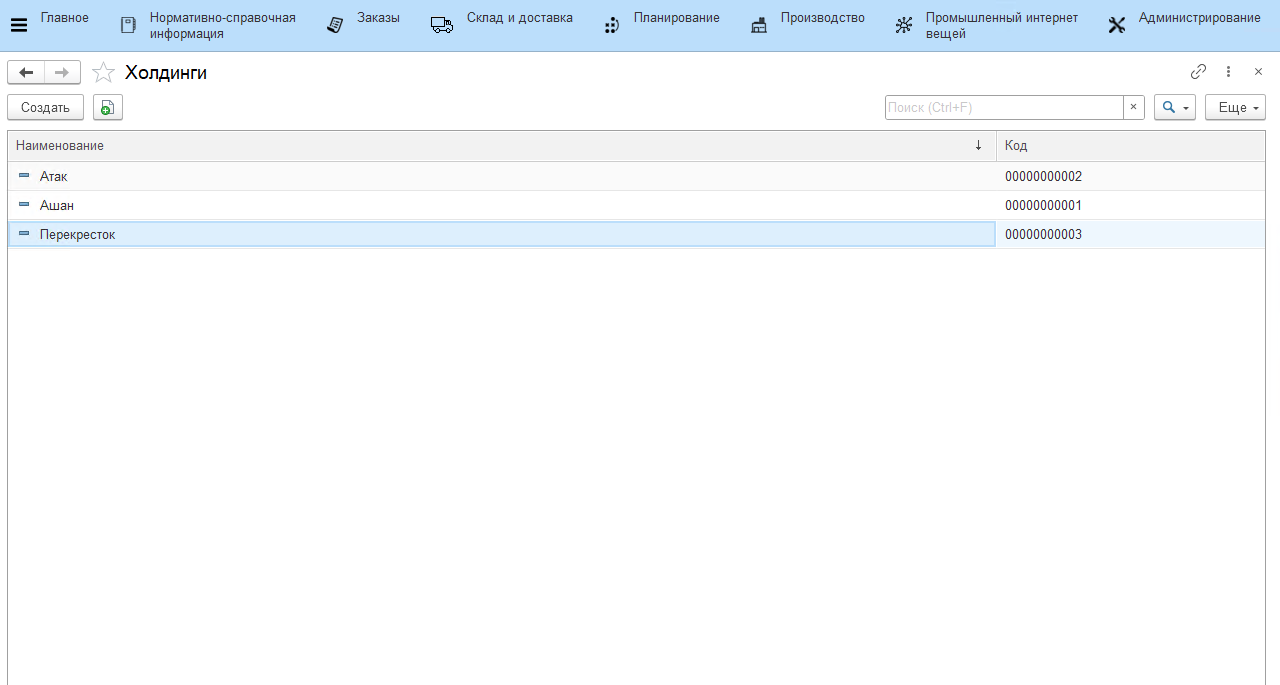 Главное
Нормативно-справочная
информация
Заказы
Склад и доставка
Планирование
Производство
Промышленный интернет
вещей
Администрирование
Холдинги
Создать
Поиск (Ctrl+F)
Еще
Наименование
Код
Атак
00000000002
Ашан
00000000001
Перекресток
00000000003